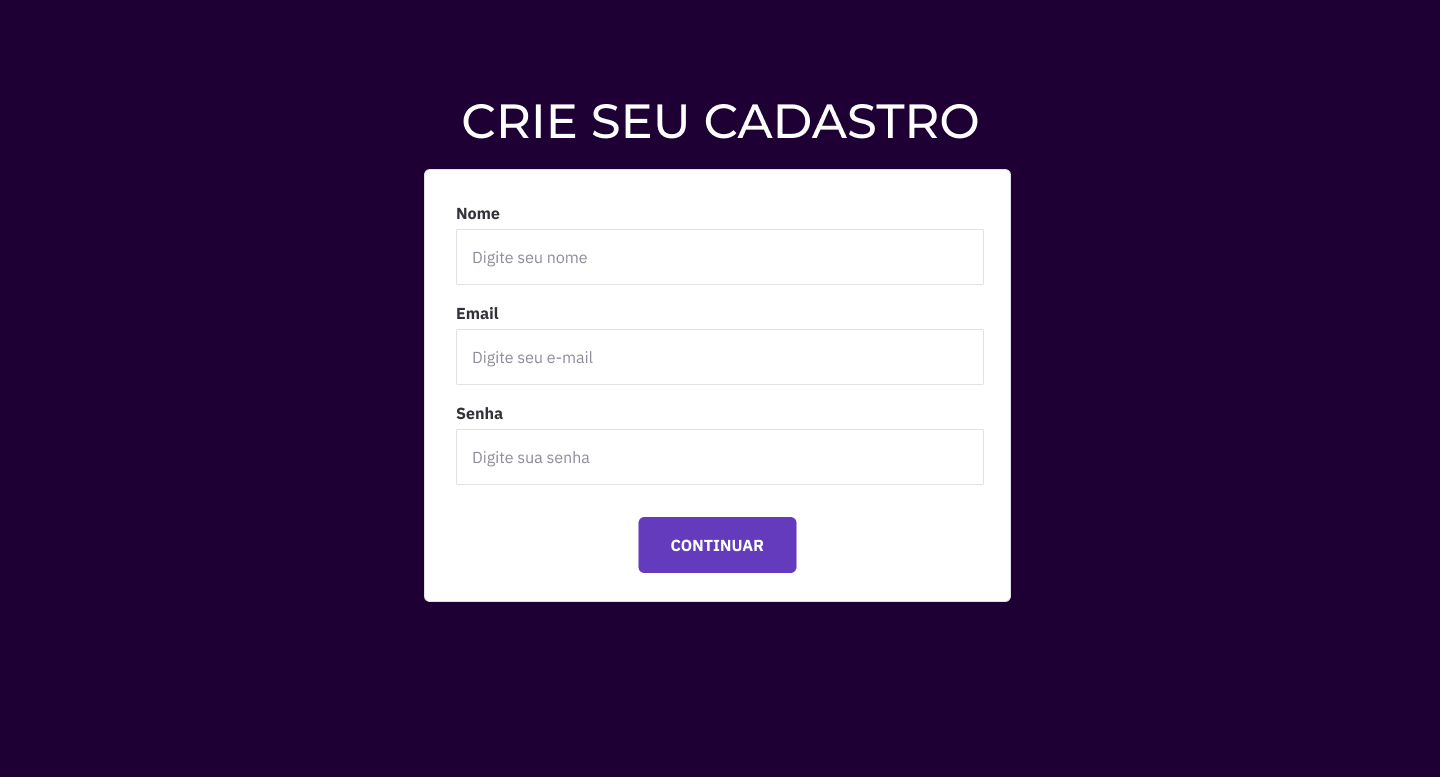 CRIE SEU CADASTRO
Nome
Digite seu nome
Email
Digite seu e-mail
Senha
Digite sua senha
CONTINUAR